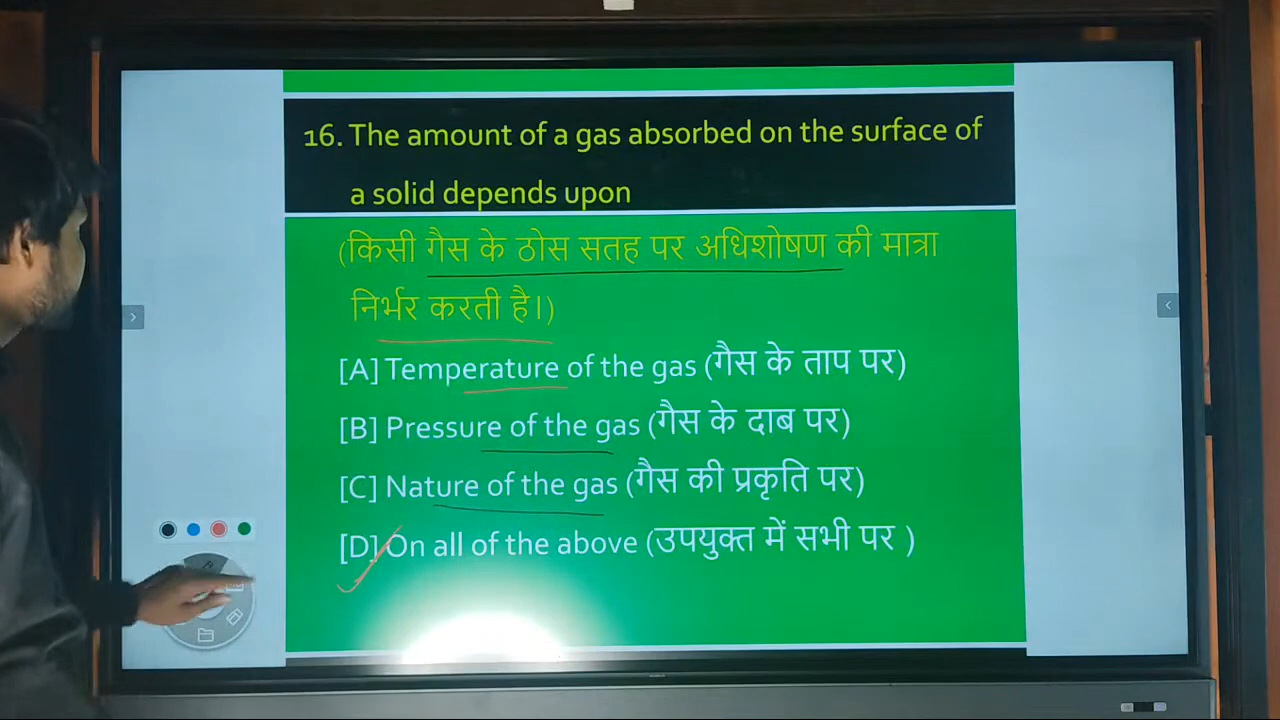 16. The amount of a gas absorbed on the surface of
a solid depends upon
(किसी गैस के ठोस सतह पर अधिशोषण की मात्रा
निर्भर करती है।)
[A] Temperature of the gas (गैस के ताप पर)
[B] Pressure of the gas (गैस के दाब पर)
[C] Nature of the gas (गैस की प्रकृति पर)
[D] On all of the above (उपयुक्त में सभी पर )